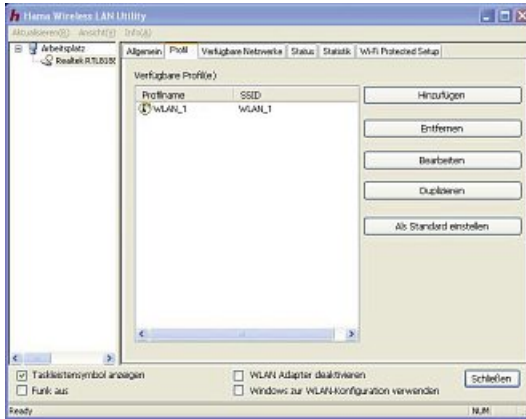 Hama Wireless LAN Utility
Aktualisieren(R) Ansicht(V) Info(A)
Arbeitsplatz
Realtek RTL818
Allgemein Profil Verfügbare Netzwerke Status Statistik Wi-Fi Protected Setup
Verfügbare Profil(e)
Profilname SSID
WLAN_1 WLAN_1
Hinzufügen
Entfernen
Bearbeiten
Duplizieren
Als Standard einstellen
Taskleistensymbol anzeigen
Funk aus
WLAN Adapter deaktivieren
Windows zur WLAN-Konfiguration verwenden
Schließen
Ready NUM